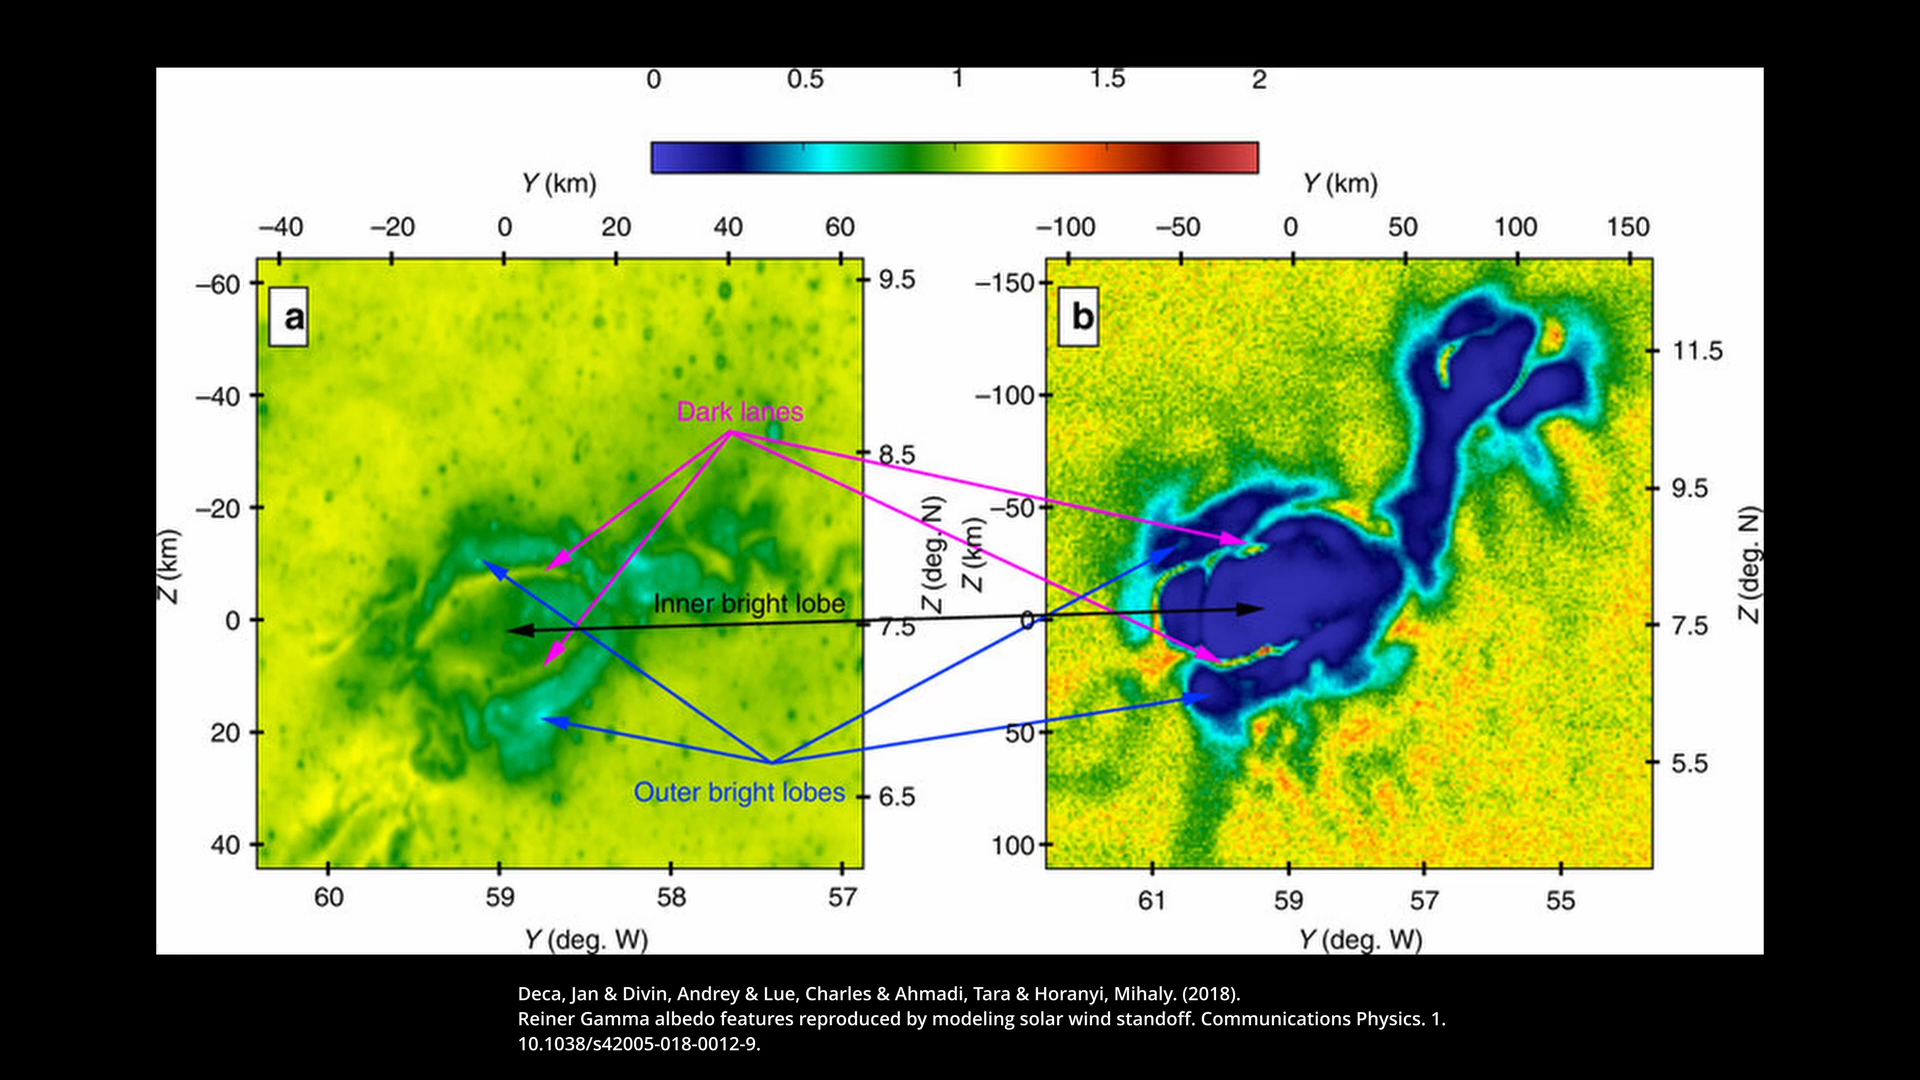 0 0.5 1 1.5 2
Y (km) Y (km)
–40 –20 0 20 40 60 –100 –50 0 50 100 150
–60 9.5 –150
a b
11.5
–40 –100
Dark lanes
8.5
9.5
–20 –50
Z (km) Z (deg. N) Z (km) Z (deg. N)
Inner bright lobe
0 7.5 0 7.5
20 50
5.5
Outer bright lobes 6.5
40 100
60 59 58 57 61 59 57 55
Y (deg. W) Y (deg. W)
Deca, Jan & Divin, Andrey & Lue, Charles & Ahmadi, Tara & Horanyi, Mihaly. (2018).
Reiner Gamma albedo features reproduced by modeling solar wind standoff. Communications Physics. 1.
10.1038/s42005-018-0012-9.